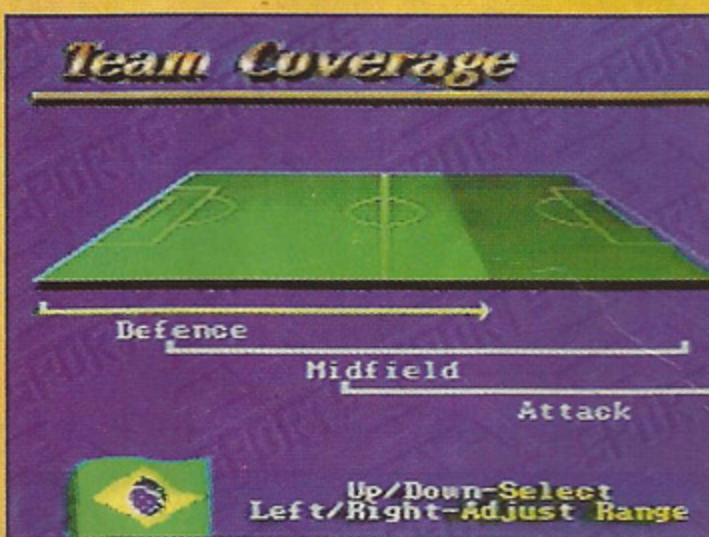 Team Coverage
Defence
Midfield
Attack
Up/Down-Select
Left/Right-Adjust Range